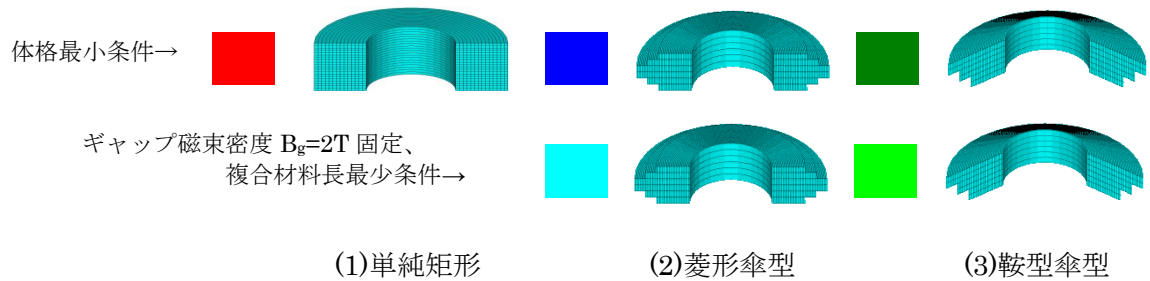 体格最小条件→
ギャップ磁束密度 Bg=2T 固定、
複合材料長最少条件→
(1)単純矩形
(2)菱形傘型
(3)鞍型傘型